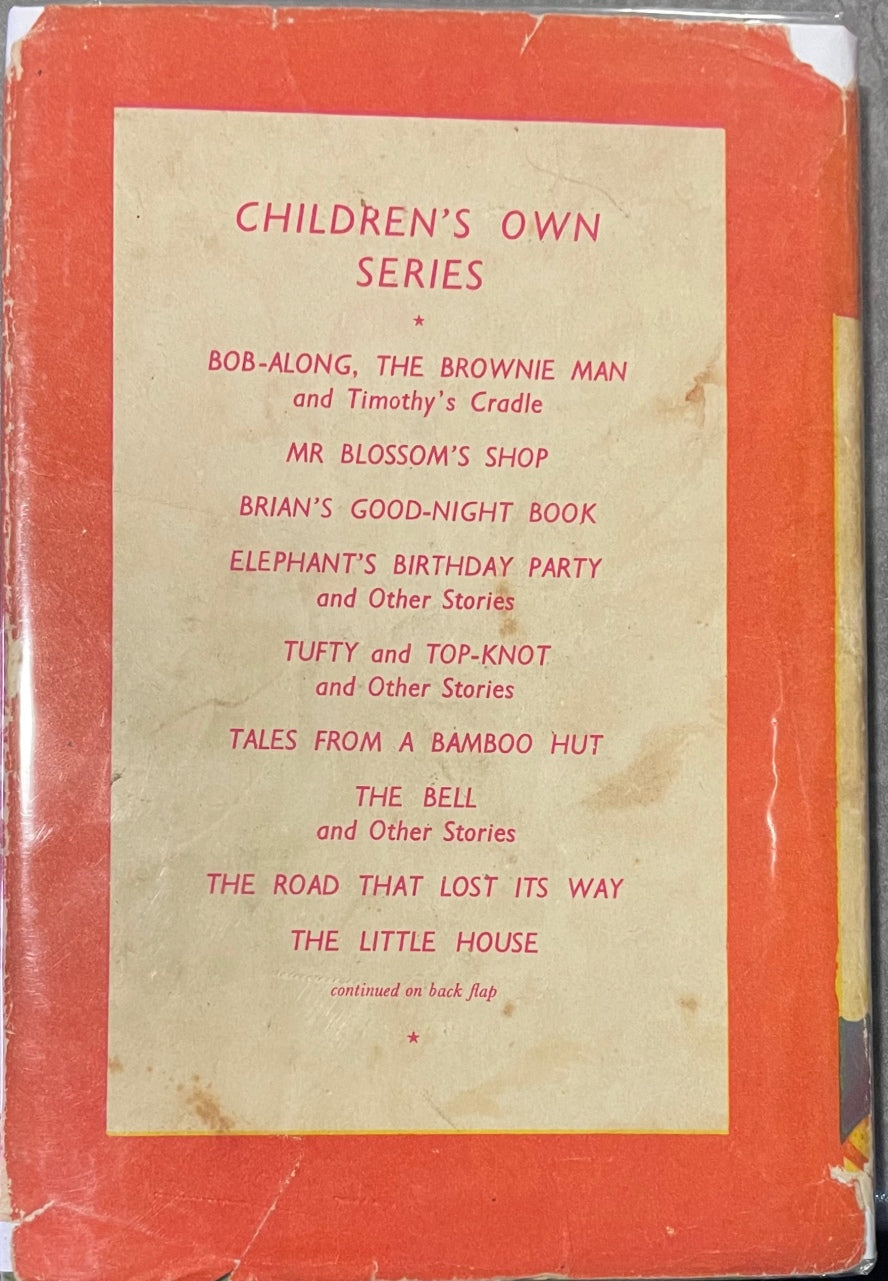 CHILDREN'S OWN
SERIES
★
BOB-ALONG, THE BROWNIE MAN
and Timothy's Cradle
MR BLOSSOM'S SHOP
BRIAN'S GOOD-NIGHT BOOK
ELEPHANT'S BIRTHDAY PARTY
and Other Stories
TUFTY and TOP-KNOT
and Other Stories
TALES FROM A BAMBOO HUT
THE BELL
and Other Stories
THE ROAD THAT LOST ITS WAY
THE LITTLE HOUSE
continued on back flap
★